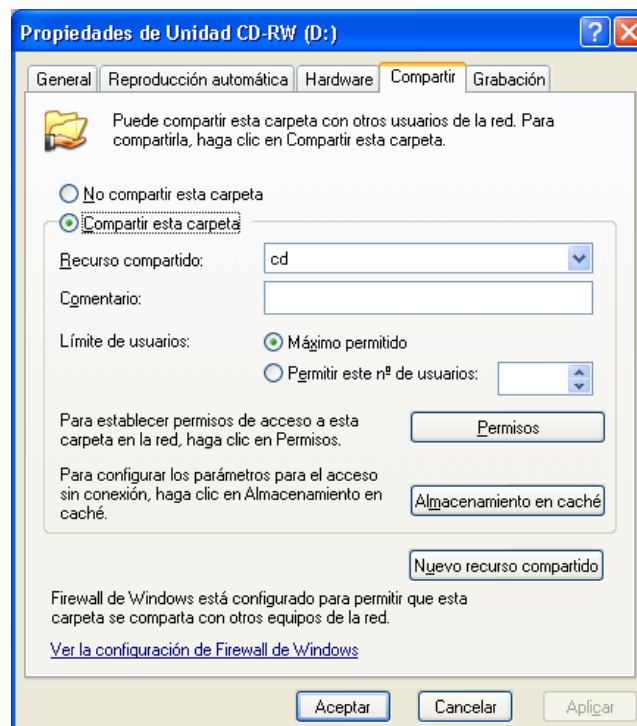 Propiedades de Unidad CD-RW (D:)
General Reproducción automática Hardware Compartir Grabación
Puede compartir esta carpeta con otros usuarios de la red. Para
compartirla, haga clic en Compartir esta carpeta.
No compartir esta carpeta
Compartir esta carpeta
Recurso compartido: cd
Comentario:
Límite de usuarios: Máximo permitido
Permitir este nº de usuarios:
Para establecer permisos de acceso a esta
carpeta en la red, haga clic en Permisos.
Permisos
Para configurar los parámetros para el acceso
sin conexión, haga clic en Almacenamiento en
caché.
Almacenamiento en caché
Nuevo recurso compartido
Firewall de Windows está configurado para permitir que esta
carpeta se comparta con otros equipos de la red.
Ver la configuración de Firewall de Windows
Aceptar Cancelar Aplicar